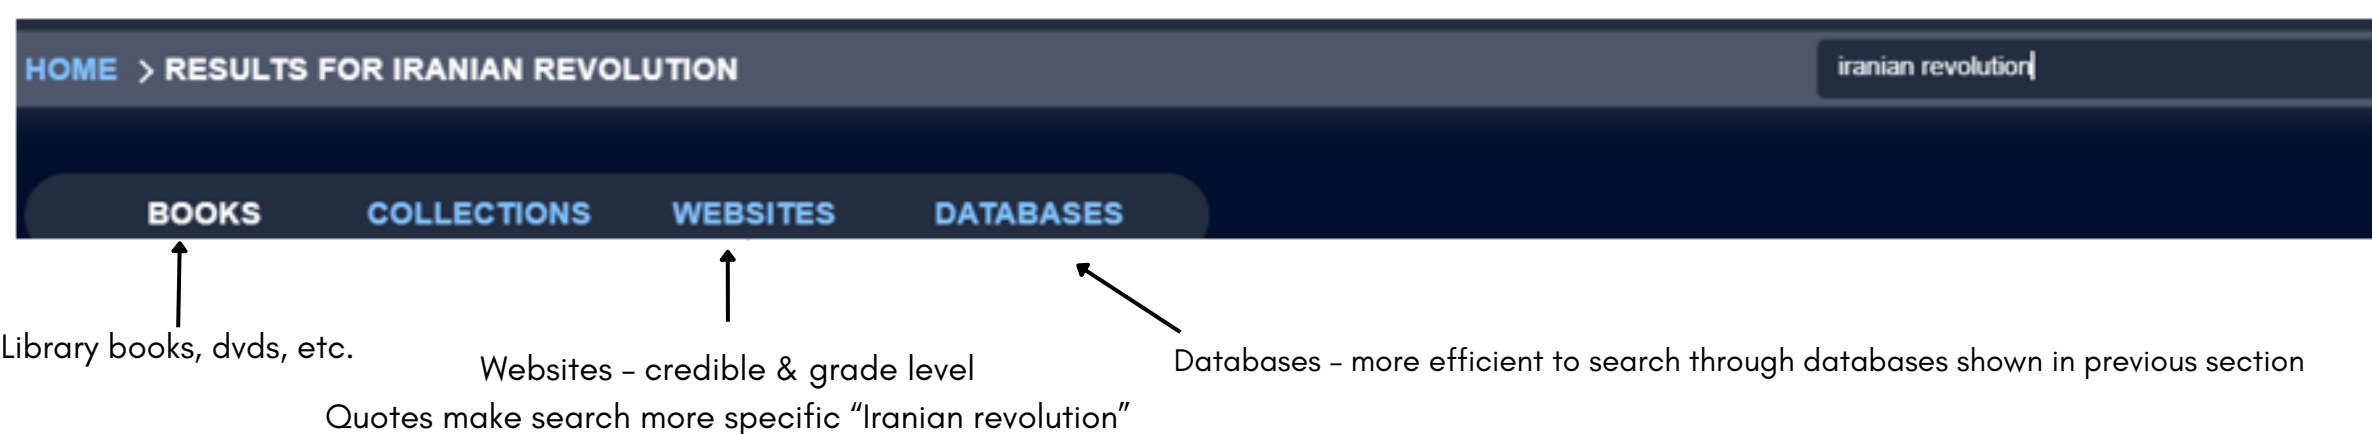 HOME > RESULTS FOR IRANIAN REVOLUTION
iranian revolution
BOOKS COLLECTIONS WEBSITES DATABASES
Library books, dvds, etc.
Websites - credible & grade level
Quotes make search more specific “Iranian revolution”
Databases - more efficient to search through databases shown in previous section